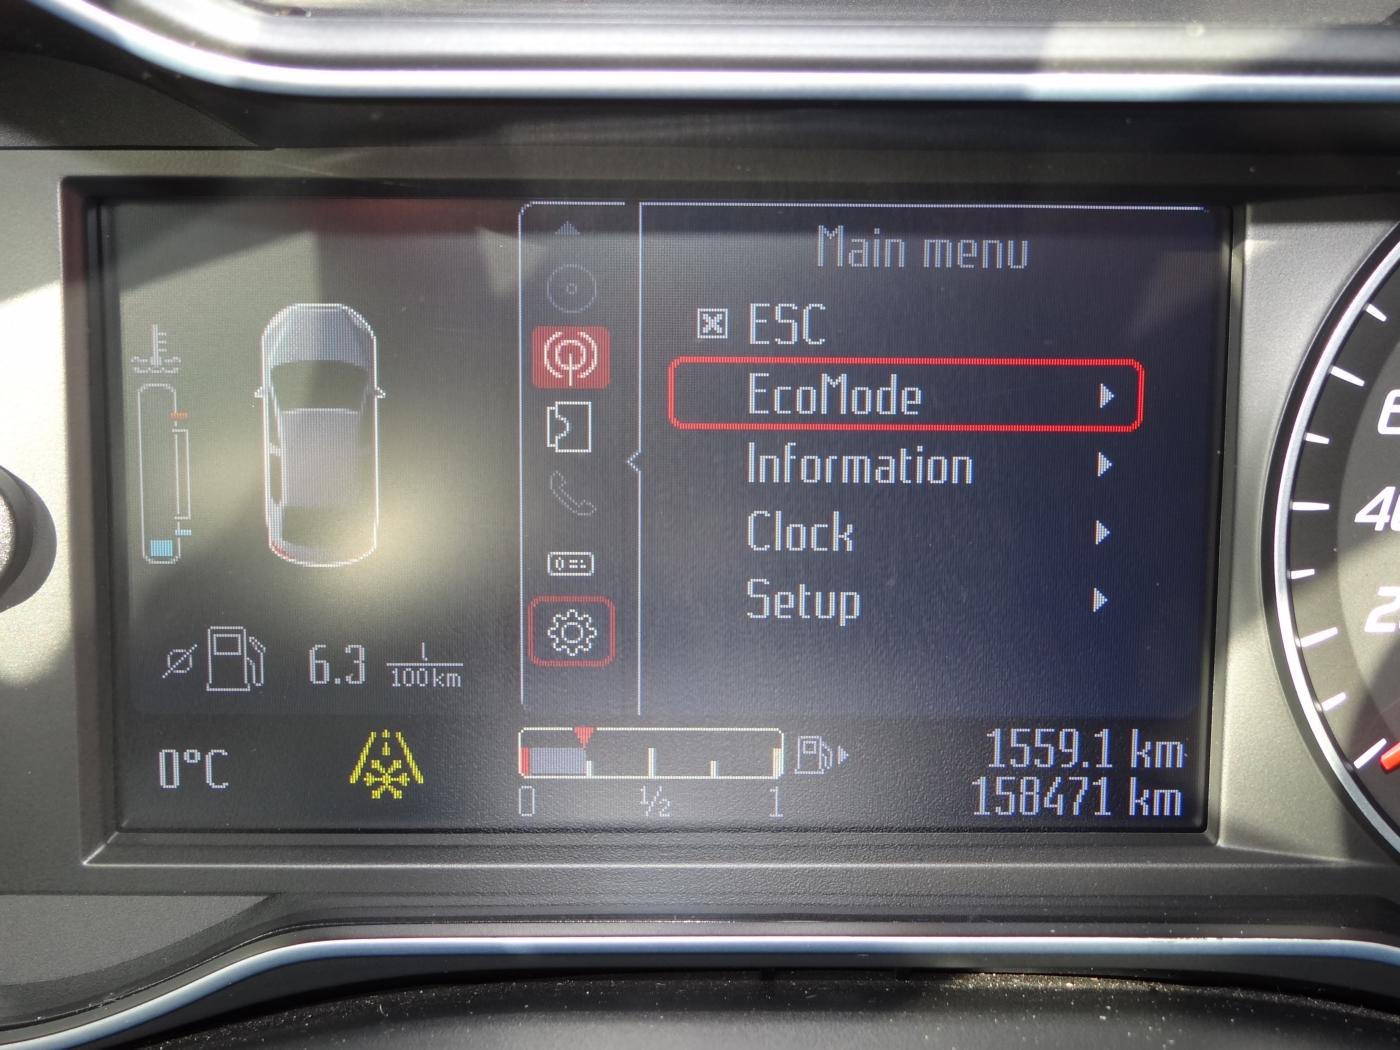 Main menu
ESC
EcoMode
Information
Clock
Setup
6.3 l/100km
0°C
0 1/2 1
1559.1 km
158471 km